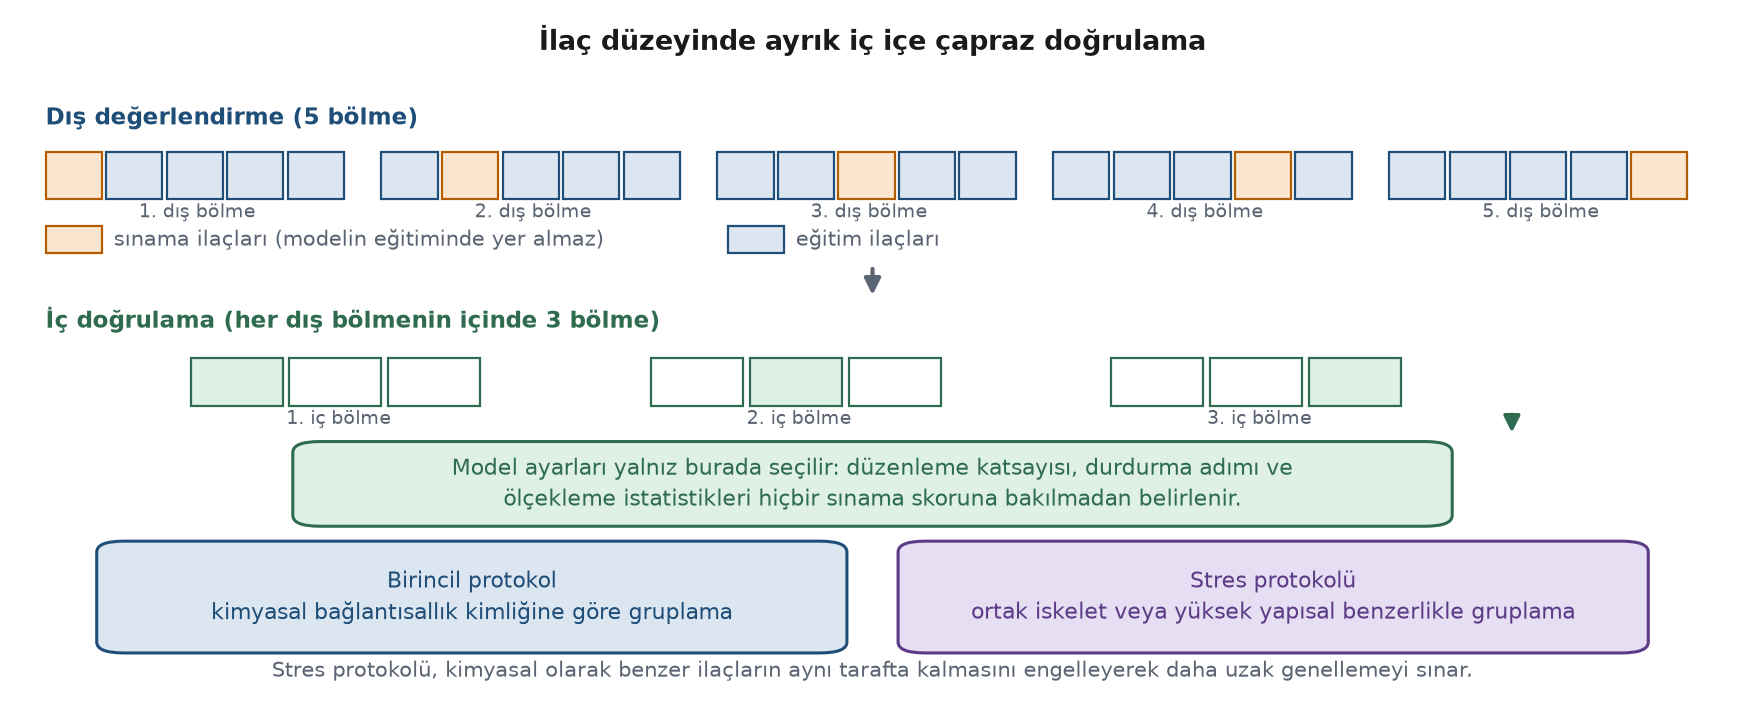 İlaç düzeyinde ayrık iç içe çapraz doğrulama
Dış değerlendirme (5 bölme)
1. dış bölme
2. dış bölme
3. dış bölme
4. dış bölme
5. dış bölme
sınama ilaçları (modelin eğitiminde yer almaz)
eğitim ilaçları
İç doğrulama (her dış bölmenin içinde 3 bölme)
1. iç bölme
2. iç bölme
3. iç bölme
Model ayarları yalnız burada seçilir: düzenleme katsayısı, durdurma adımı ve
ölçekleme istatistikleri hiçbir sınama skoruna bakılmadan belirlenir.
Birincil protokol
kimyasal bağlantısallık kimliğine göre gruplama
Stres protokolü
ortak iskelet veya yüksek yapısal benzerlikle gruplama
Stres protokolü, kimyasal olarak benzer ilaçların aynı tarafta kalmasını engelleyerek daha uzak genellemeyi sınar.